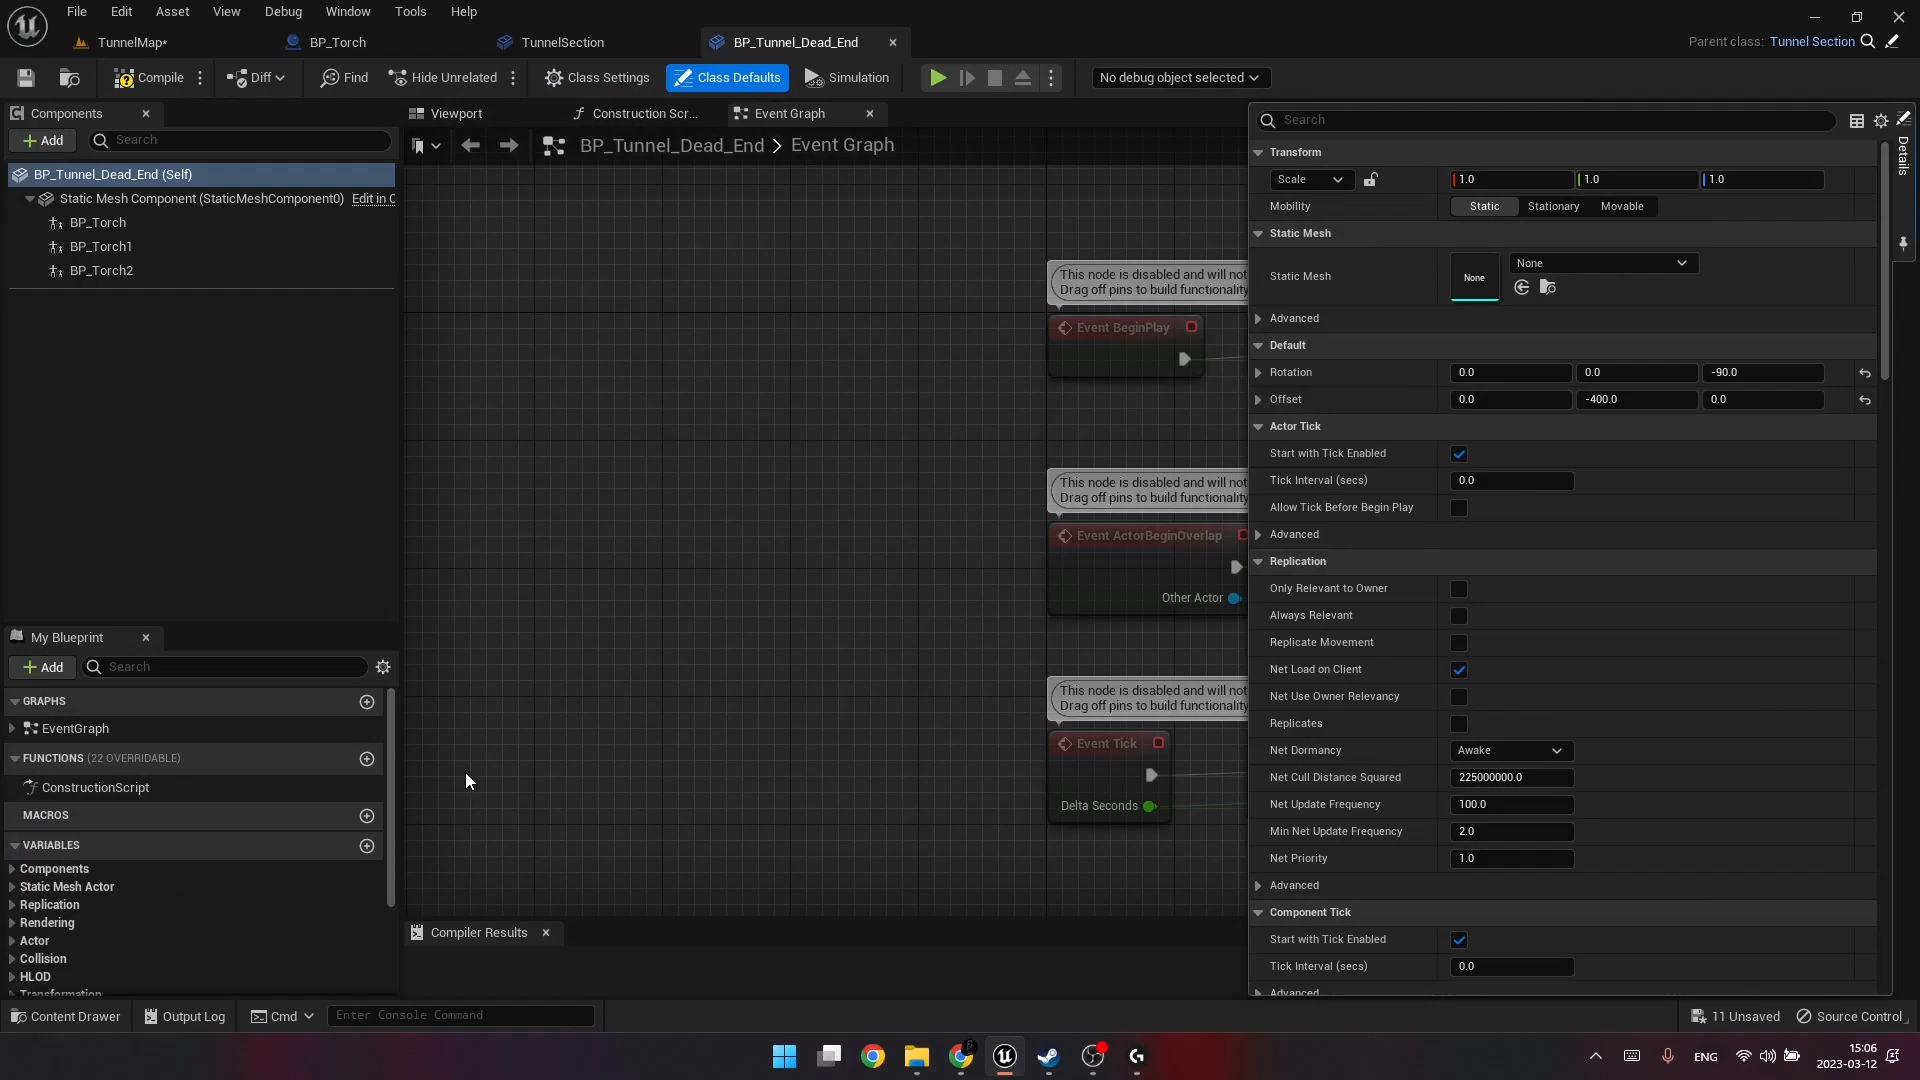 File Edit Asset View Debug Window Tools Help
TunnelMap* BP_Torch TunnelSection BP_Tunnel_Dead_End Parent class: Tunnel Section
Compile Diff Find Hide Unrelated Class Settings Class Defaults Simulation No debug object selected
Components Viewport Construction Scr... Event Graph
Add Search
BP_Tunnel_Dead_End > Event Graph
BP_Tunnel_Dead_End (Self)
Static Mesh Component (StaticMeshComponent0) Edit in C
BP_Torch
BP_Torch1
BP_Torch2
My Blueprint
Add Search
GRAPHS
EventGraph
FUNCTIONS (22 OVERRIDABLE)
ConstructionScript
MACROS
VARIABLES
Components
Static Mesh Actor
Replication
Rendering
Actor
Collision
HLOD
Transformation
This node is disabled and will not
Drag off pins to build functionality
Event BeginPlay
This node is disabled and will not
Drag off pins to build functionality
Event ActorBeginOverlap
Other Actor
This node is disabled and will not
Drag off pins to build functionality
Event Tick
Delta Seconds
Compiler Results
Search
Details
Transform
Scale 1.0 1.0 1.0
Mobility Static Stationary Movable
Static Mesh
Static Mesh None None
Advanced
Default
Rotation 0.0 0.0 -90.0
Offset 0.0 -400.0 0.0
Actor Tick
Start with Tick Enabled
Tick Interval (secs) 0.0
Allow Tick Before Begin Play
Advanced
Replication
Only Relevant to Owner
Always Relevant
Replicate Movement
Net Load on Client
Net Use Owner Relevancy
Replicates
Net Dormancy Awake
Net Cull Distance Squared 225000000.0
Net Update Frequency 100.0
Min Net Update Frequency 2.0
Net Priority 1.0
Advanced
Component Tick
Start with Tick Enabled
Tick Interval (secs) 0.0
Advanced
Content Drawer Output Log Cmd Enter Console Command 11 Unsaved Source Control
ENG 15:06
2023-03-12